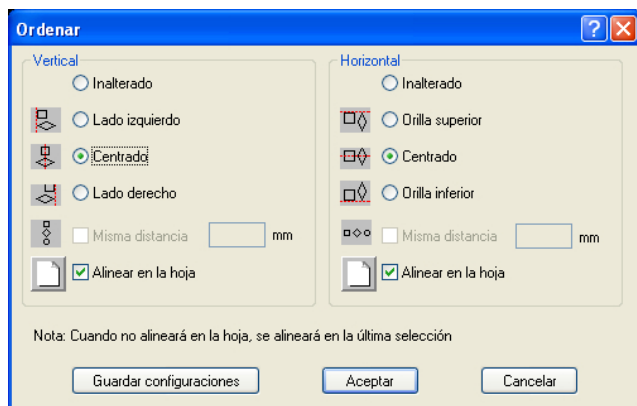 Ordenar
Vertical
Inalterado
Lado izquierdo
Centrado
Lado derecho
Misma distancia mm
Alinear en la hoja
Horizontal
Inalterado
Orilla superior
Centrado
Orilla inferior
Misma distancia mm
Alinear en la hoja
Nota: Cuando no alineará en la hoja, se alineará en la última selección
Guardar configuraciones Aceptar Cancelar